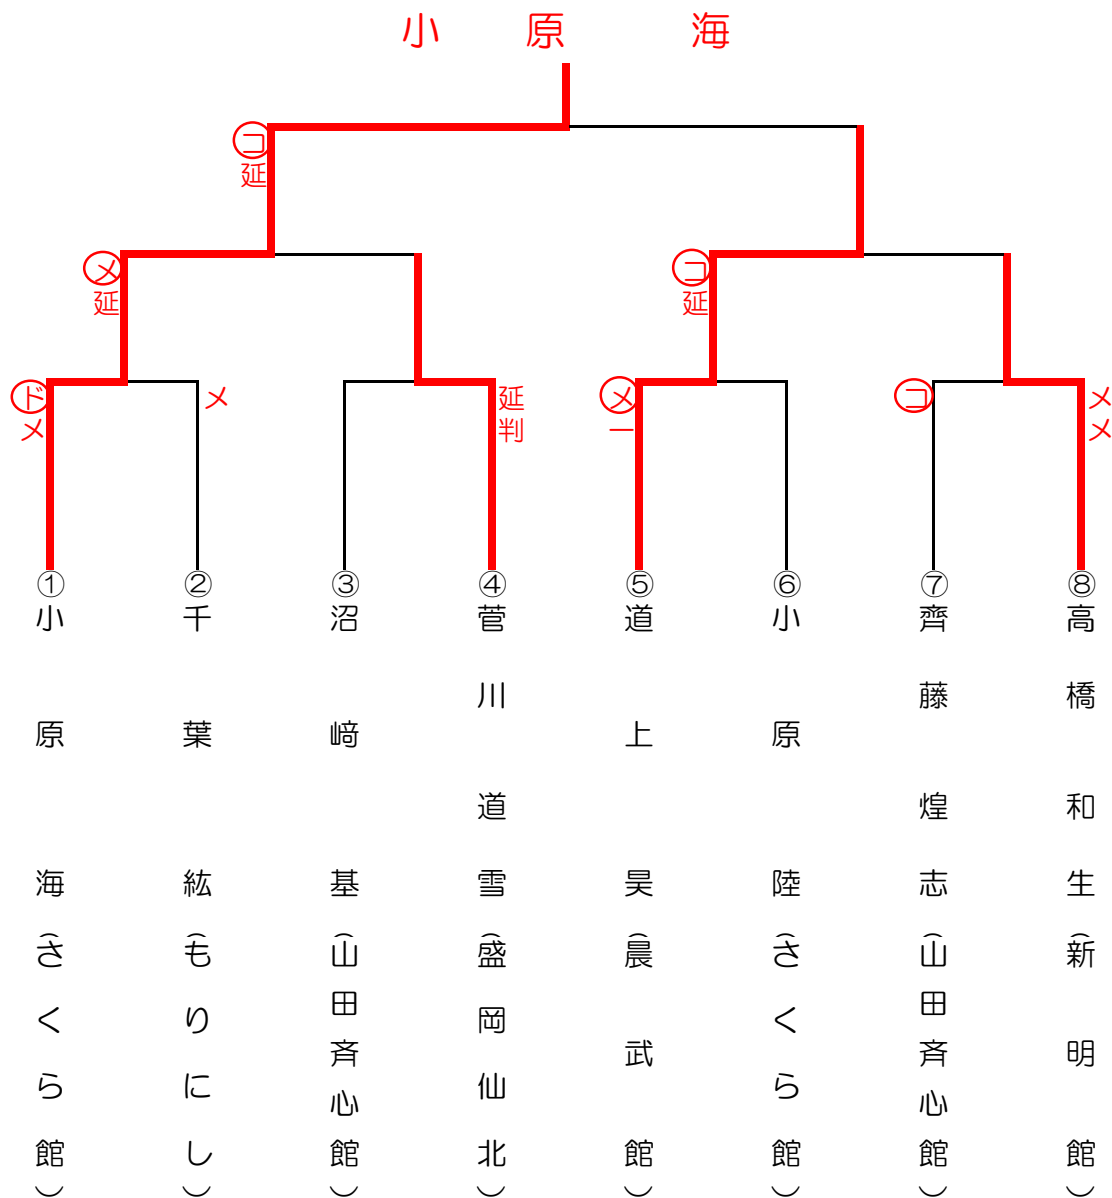 小原 海
コ
延
メ
延
コ
延
ド
メ
メ
延
判
メ
一
コ
メ
メ
①小原 海(さくら館)
②千葉 紘(もりにし)
③沼﨑 基(山田斉心館)
④菅川道雪(盛岡仙北)
⑤道上 昊(晨武館)
⑥小原 陸(さくら館)
⑦齊藤煌志(山田斉心館)
⑧高橋和生(新明館)